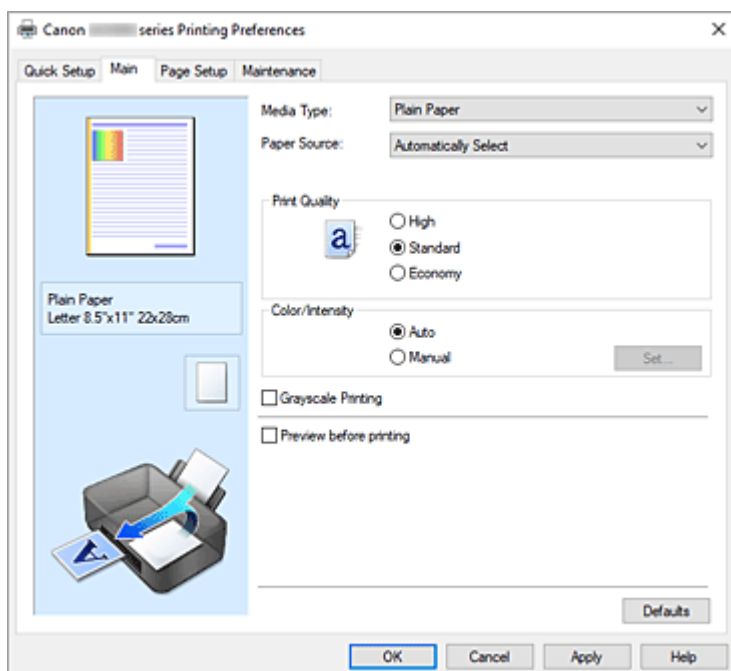 Canon series Printing Preferences
Quick Setup Main Page Setup Maintenance
Media Type: Plain Paper
Paper Source: Automatically Select
Print Quality
a
High
Standard
Economy
Plain Paper
Letter 8.5"x11" 22x28cm
Color/Intensity
Auto
Manual
Set...
Grayscale Printing
Preview before printing
A
Defaults
OK Cancel Apply Help